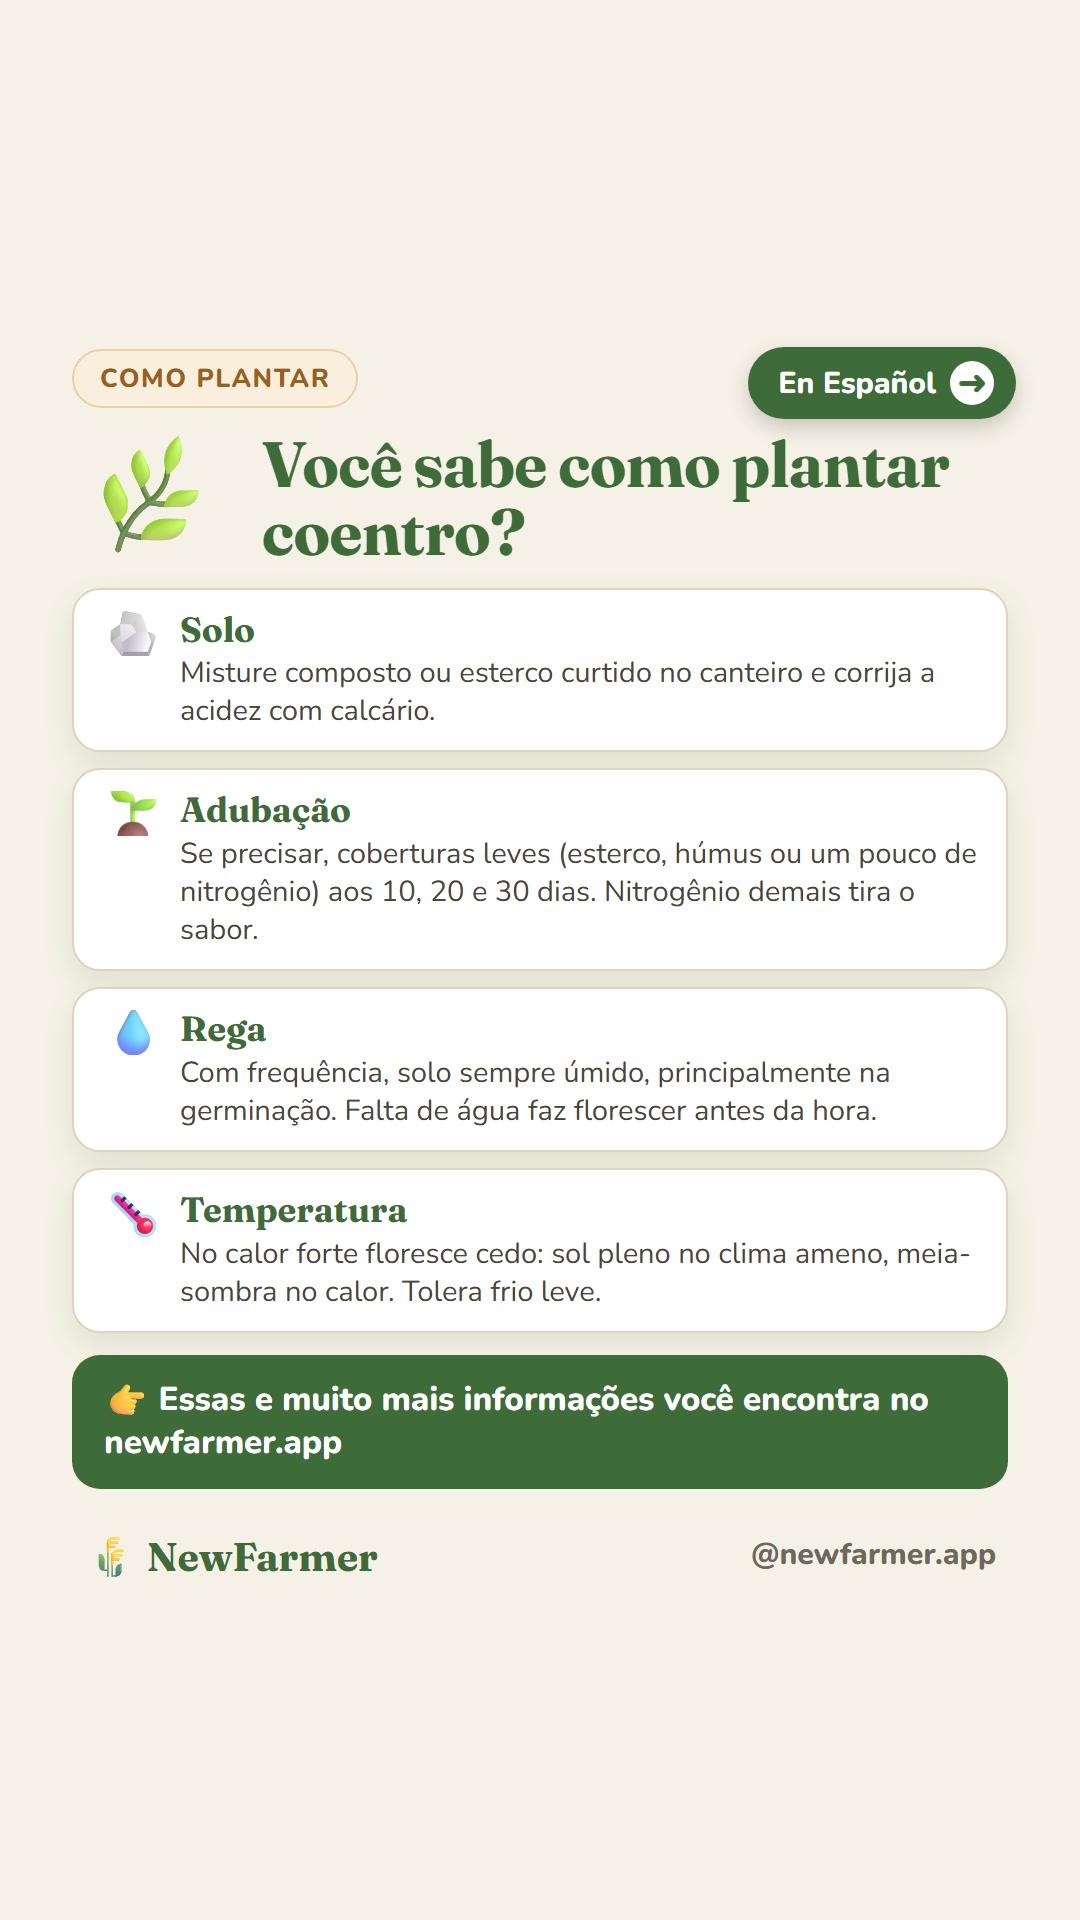 COMO PLANTAR
En Español
Você sabe como plantar
coentro?
Solo
Misture composto ou esterco curtido no canteiro e corrija a
acidez com calcário.
Adubação
Se precisar, coberturas leves (esterco, húmus ou um pouco de
nitrogênio) aos 10, 20 e 30 dias. Nitrogênio demais tira o
sabor.
Rega
Com frequência, solo sempre úmido, principalmente na
germinação. Falta de água faz florescer antes da hora.
Temperatura
No calor forte floresce cedo: sol pleno no clima ameno, meia-
sombra no calor. Tolera frio leve.
👉 Essas e muito mais informações você encontra no
newfarmer.app
NewFarmer
@newfarmer.app